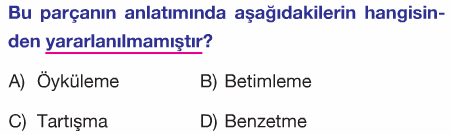 Bu parçanın anlatımında aşağıdakilerin hangisin-
den yararlanılmamıştır?
A) Öyküleme B) Betimleme
C) Tartışma D) Benzetme